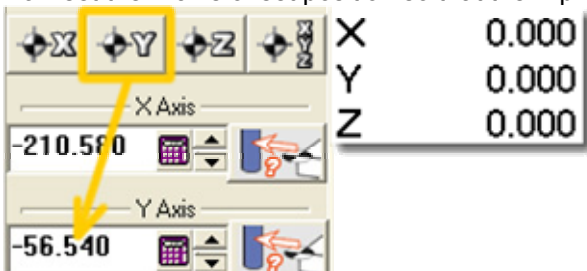 X Y Z X Y Z
X 0.000
Y 0.000
Z 0.000
X Axis
-210.580
Y Axis
-56.540